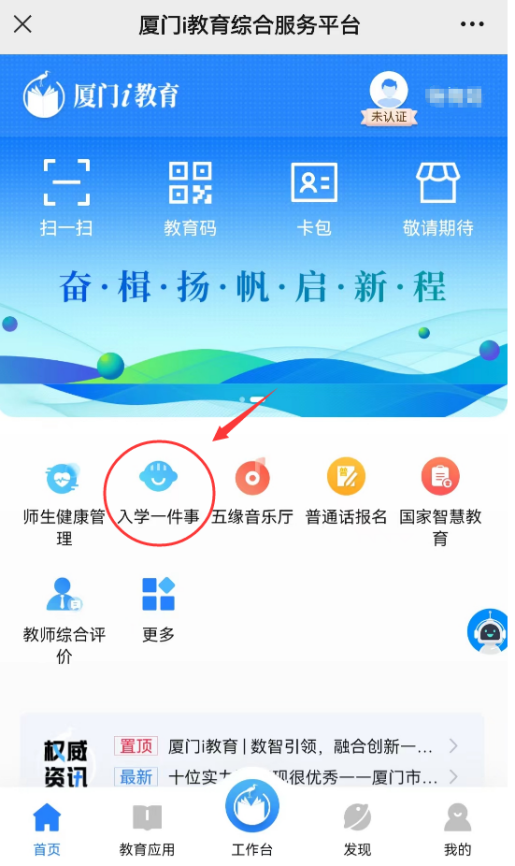 厦门i教育综合服务平台
厦门i教育
未认证
扫一扫
教育码
卡包
敬请期待
奋·楫·扬·帆·启·新·程
师生健康管理
入学一件事
五缘音乐厅
普通话报名
国家智慧教育
教师综合评价
更多
权威
资讯
置顶 厦门i教育 | 数智引领，融合创新一...
最新 十位实力 现很优秀一一厦门市...
首页
教育应用
工作台
发现
我的